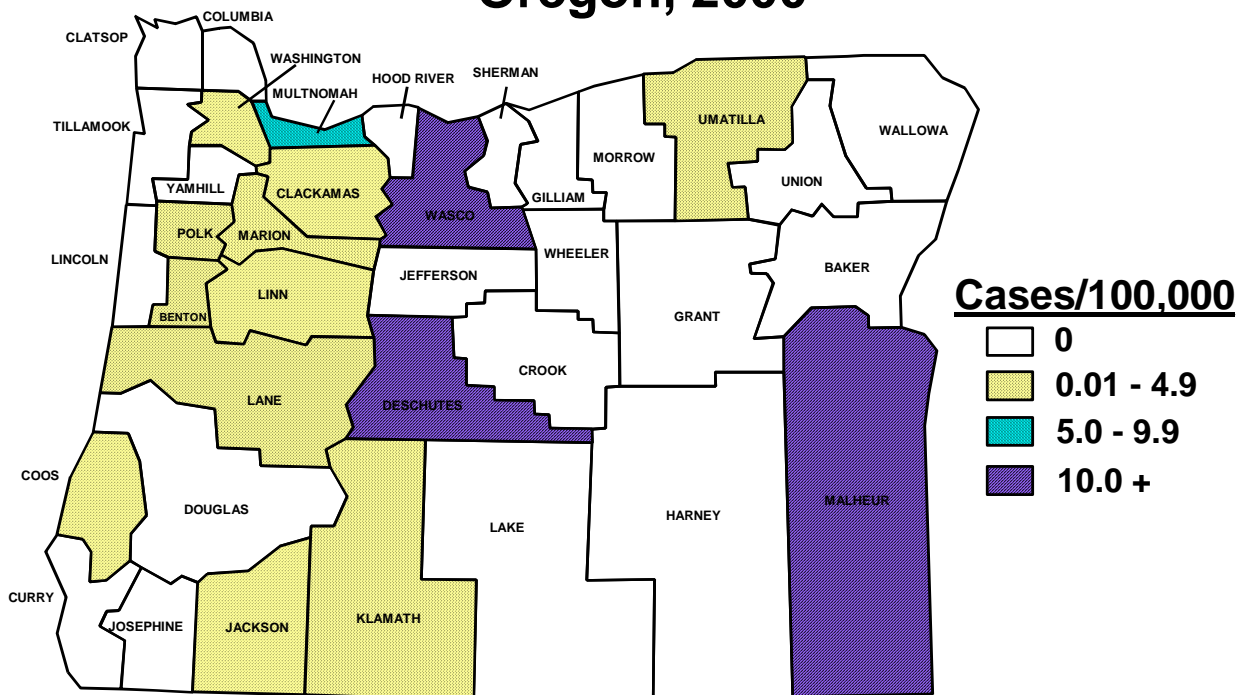 Oregon,
COLUMBIA
CLATSOP
WASHINGTON
HOOD RIVER
SHERMAN
MULTNOMAH
TILLAMOOK
UMATILLA
WALLOWA
MORROW
YAMHILL
CLACKAMAS
UNION
GILLIAM
WASCO
POLK
MARION
LINCOLN
WHEELER
JEFFERSON
BAKER
LINN
BENTON
GRANT
CROOK
LANE
DESCHUTES
COOS
DOUGLAS
LAKE
HARNEY
MALHEUR
CURRY
JOSEPHINE
JACKSON
KLAMATH
Cases/100,000
0
0.01 - 4.9
5.0 - 9.9
10.0 +